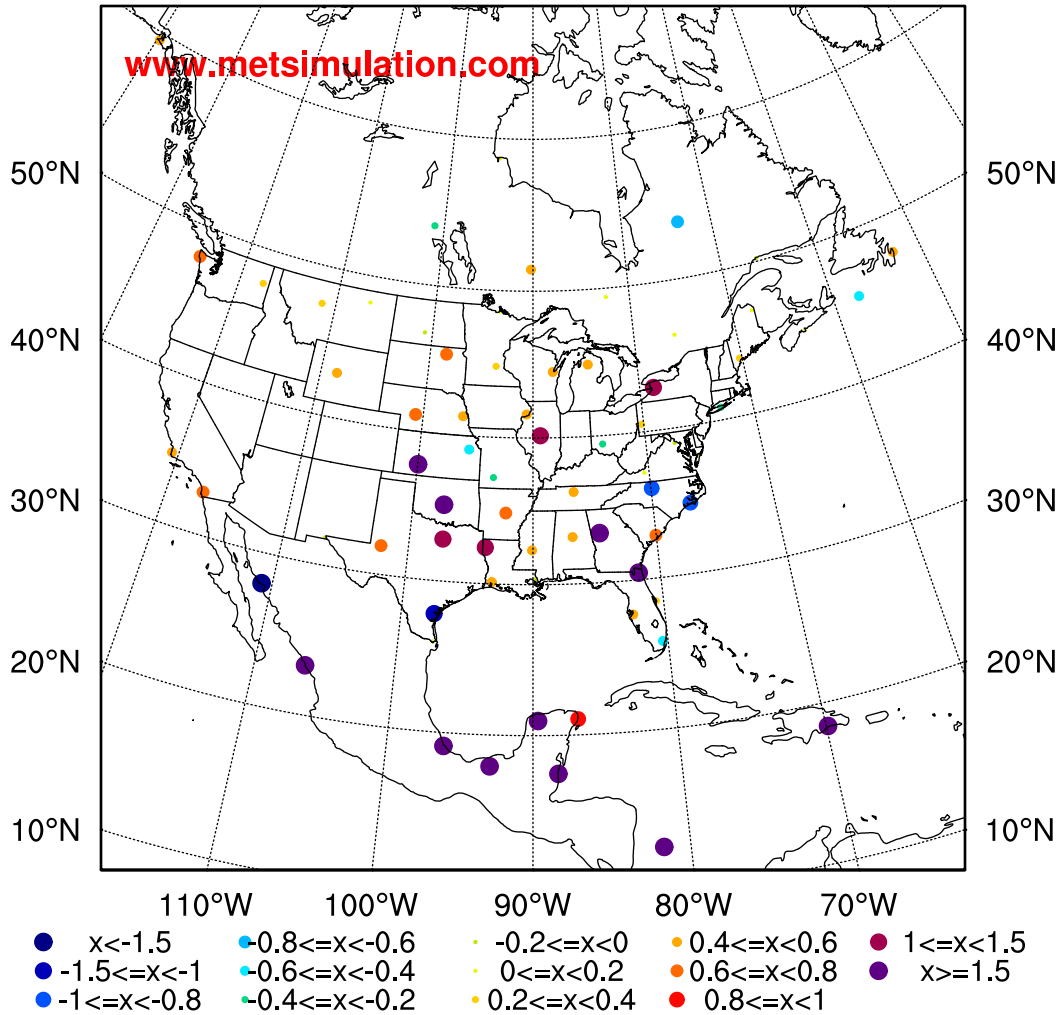 www.metsimulation.com
50°N 50°N
40°N 40°N
30°N 30°N
20°N 20°N
10°N 10°N
110°W 100°W 90°W 80°W 70°W
x<-1.5 -0.8<=x<-0.6 -0.2<=x<0 0.4<=x<0.6 1<=x<1.5
-1.5<=x<-1 -0.6<=x<-0.4 0<=x<0.2 0.6<=x<0.8 x>=1.5
-1<=x<-0.8 -0.4<=x<-0.2 0.2<=x<0.4 0.8<=x<1